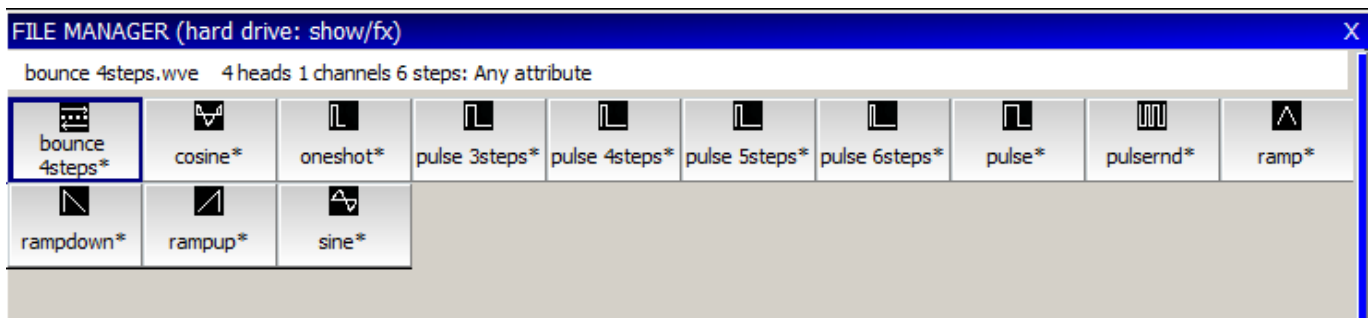 FILE MANAGER (hard drive: show/fx) X
bounce 4steps.wve 4 heads 1 channels 6 steps: Any attribute
bounce
4steps*
cosine*
oneshot*
pulse 3steps*
pulse 4steps*
pulse 5steps*
pulse 6steps*
pulse*
pulsernd*
ramp*
rampdown*
rampup*
sine*